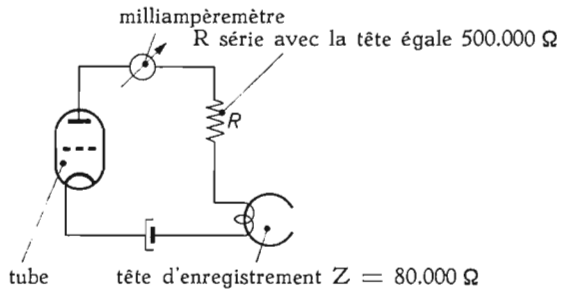 milliampèremètre
R série avec la tête égale 500.000 Ω
R
tube
tête d'enregistrement Z = 80.000 Ω